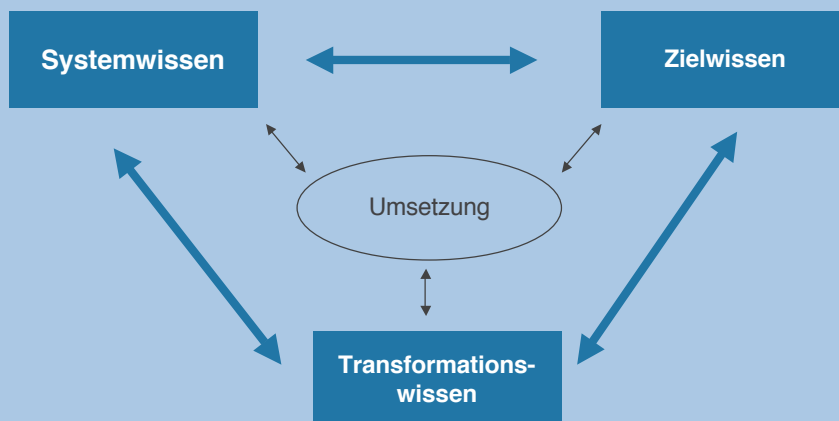 Systemwissen
Zielwissen
Umsetzung
Transformations-
wissen